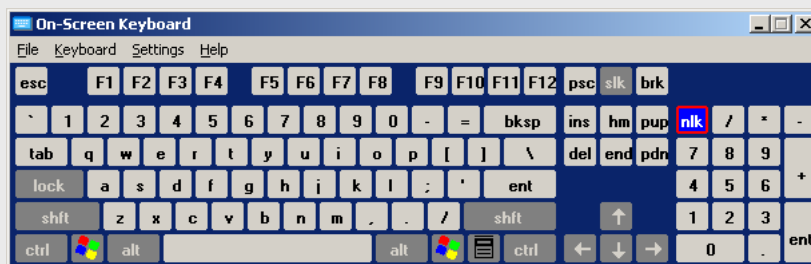 On-Screen Keyboard
File Keyboard Settings Help
esc F1 F2 F3 F4 F5 F6 F7 F8 F9 F10 F11 F12 psc slk brk
` 1 2 3 4 5 6 7 8 9 0 - = bksp ins hm pup nlk / * -
tab q w e r t y u i o p [ ] \ del end pdn 7 8 9 +
lock a s d f g h j k l ; ' ent 4 5 6
shft z x c v b n m , . / shft ↑ 1 2 3 ent
ctrl alt alt ctrl ← ↓ → 0 .